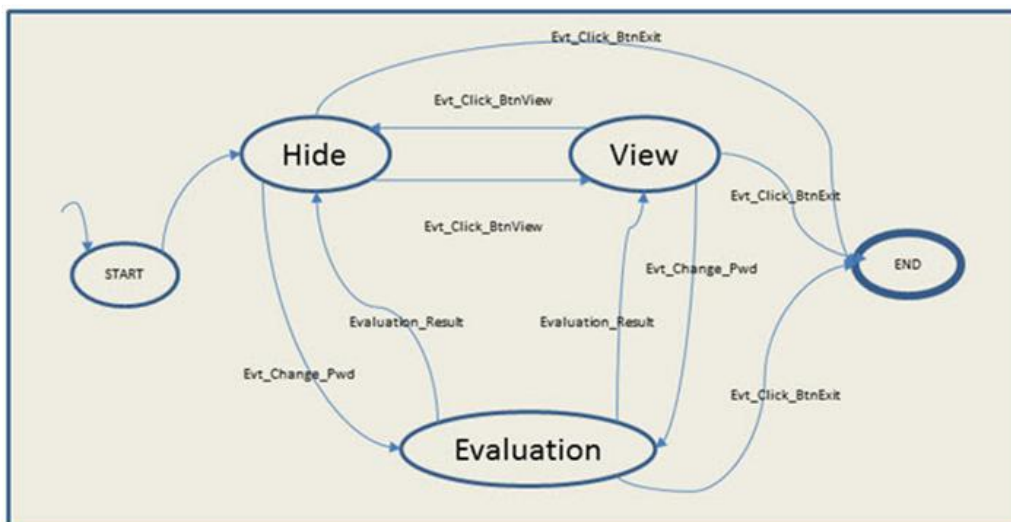 Evt_Click_BtnExit
Evt_Click_BtnView
Hide
View
Evt_Click_BtnExit
Evt_Click_BtnView
START
END
Evt_Change_Pwd
Evaluation_Result
Evaluation_Result
Evt_Change_Pwd
Evt_Click_BtnExit
Evaluation